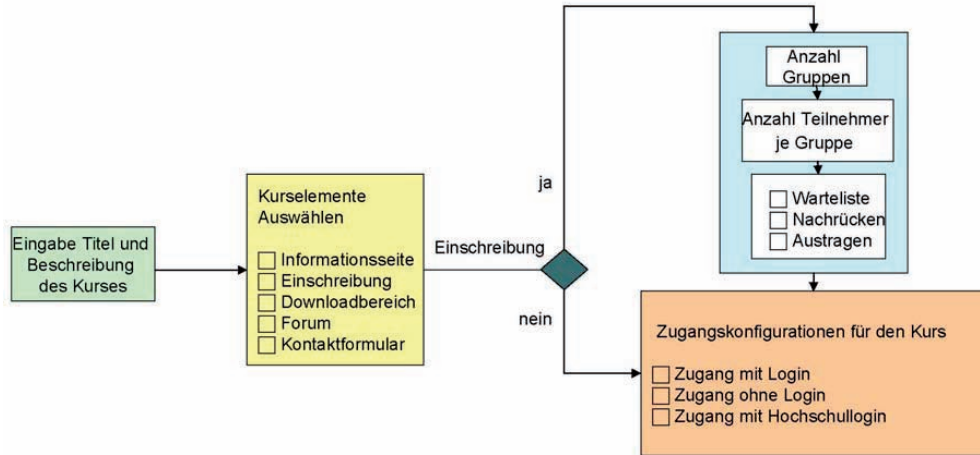 Eingabe Titel und
Beschreibung
des Kurses
Kurselemente
Auswählen
Informationsseite
Einschreibung
Downloadbereich
Forum
Kontaktformular
Einschreibung
ja
nein
Anzahl
Gruppen
Anzahl Teilnehmer
je Gruppe
Warteliste
Nachrücken
Austragen
Zugangskonfigurationen für den Kurs
Zugang mit Login
Zugang ohne Login
Zugang mit Hochschullogin